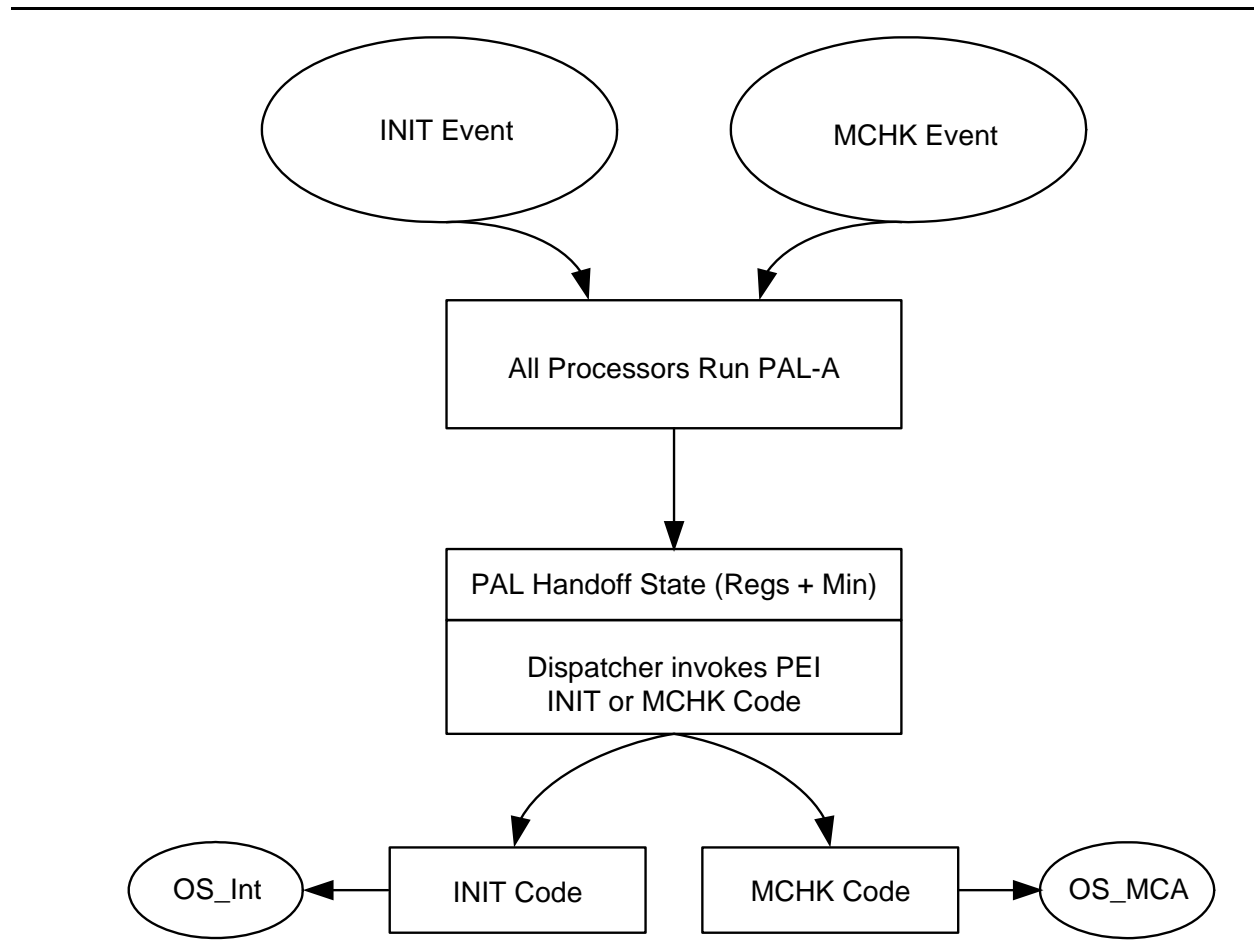 INIT Event
MCHK Event
All Processors Run PAL-A
PAL Handoff State (Regs + Min)
Dispatcher invokes PEI
INIT or MCHK Code
OS_Int
INIT Code
MCHK Code
OS_MCA